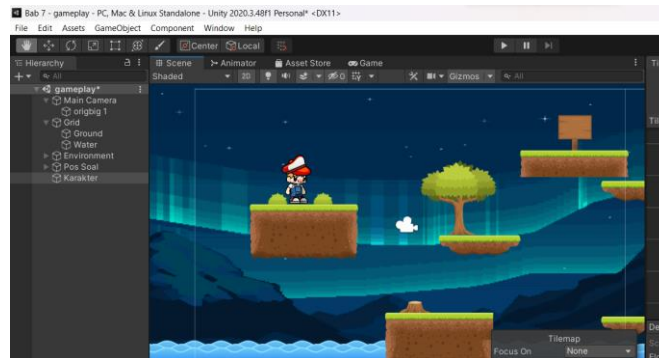 Bab 7 - gameplay - PC, Mac & Linux Standalone - Unity 2020.3.48f1 Personal* <DX11>
File Edit Assets GameObject Component Window Help
Center Local
Hierarchy
Scene Animator Asset Store Game
All
Shaded 2D 0 Gizmos All
gameplay*
Main Camera
origbig 1
Grid
Ground
Water
Environment
Pos Soal
Karakter
Tilemap
Focus On None